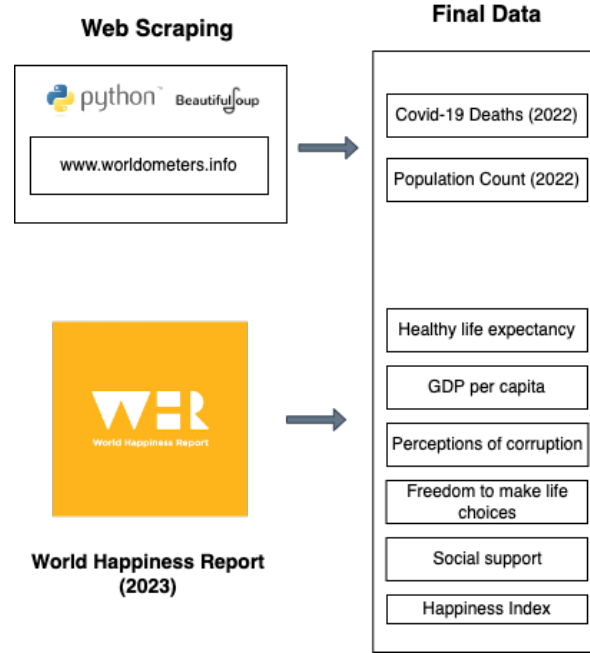 Web Scraping
python™
BeautifulSoup
www.worldometers.info
WHR
World Happiness Report
World Happiness Report
(2023)
Final Data
Covid-19 Deaths (2022)
Population Count (2022)
Healthy life expectancy
GDP per capita
Perceptions of corruption
Freedom to make life
choices
Social support
Happiness Index